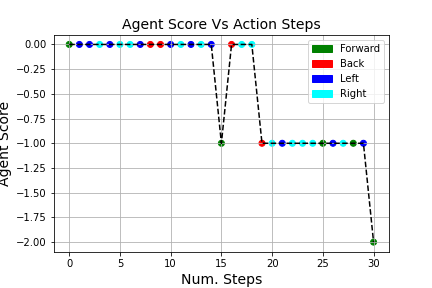 Agent Score Vs Action Steps
0.00
−0.25
−0.50
−0.75
−1.00
−1.25
−1.50
−1.75
−2.00
Agent Score
Forward
Back
Left
Right
0 5 10 15 20 25 30
Num. Steps